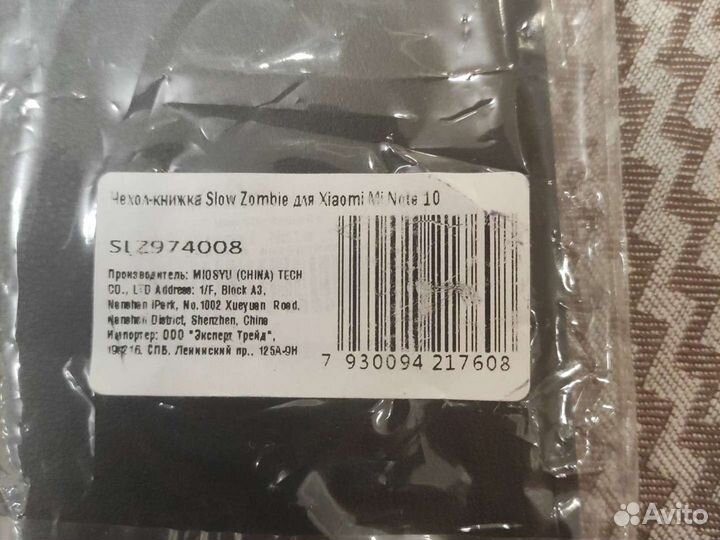 Чехол-книжка Slow Zombie для Xiaomi Mi Note 10
SLZ974008
Производитель: MIOSYU (CHINA) TECH
CO., LTD Address: 1/F, Block A3,
Nanshan iPark, No.1002 Xueyuan Road,
Nanshan District, Shenzhen, China
Импортер: ООО "Эксперт Трейд",
198216, СПБ, Ленинский пр., 125А-9Н
7 930094 217608
Avito